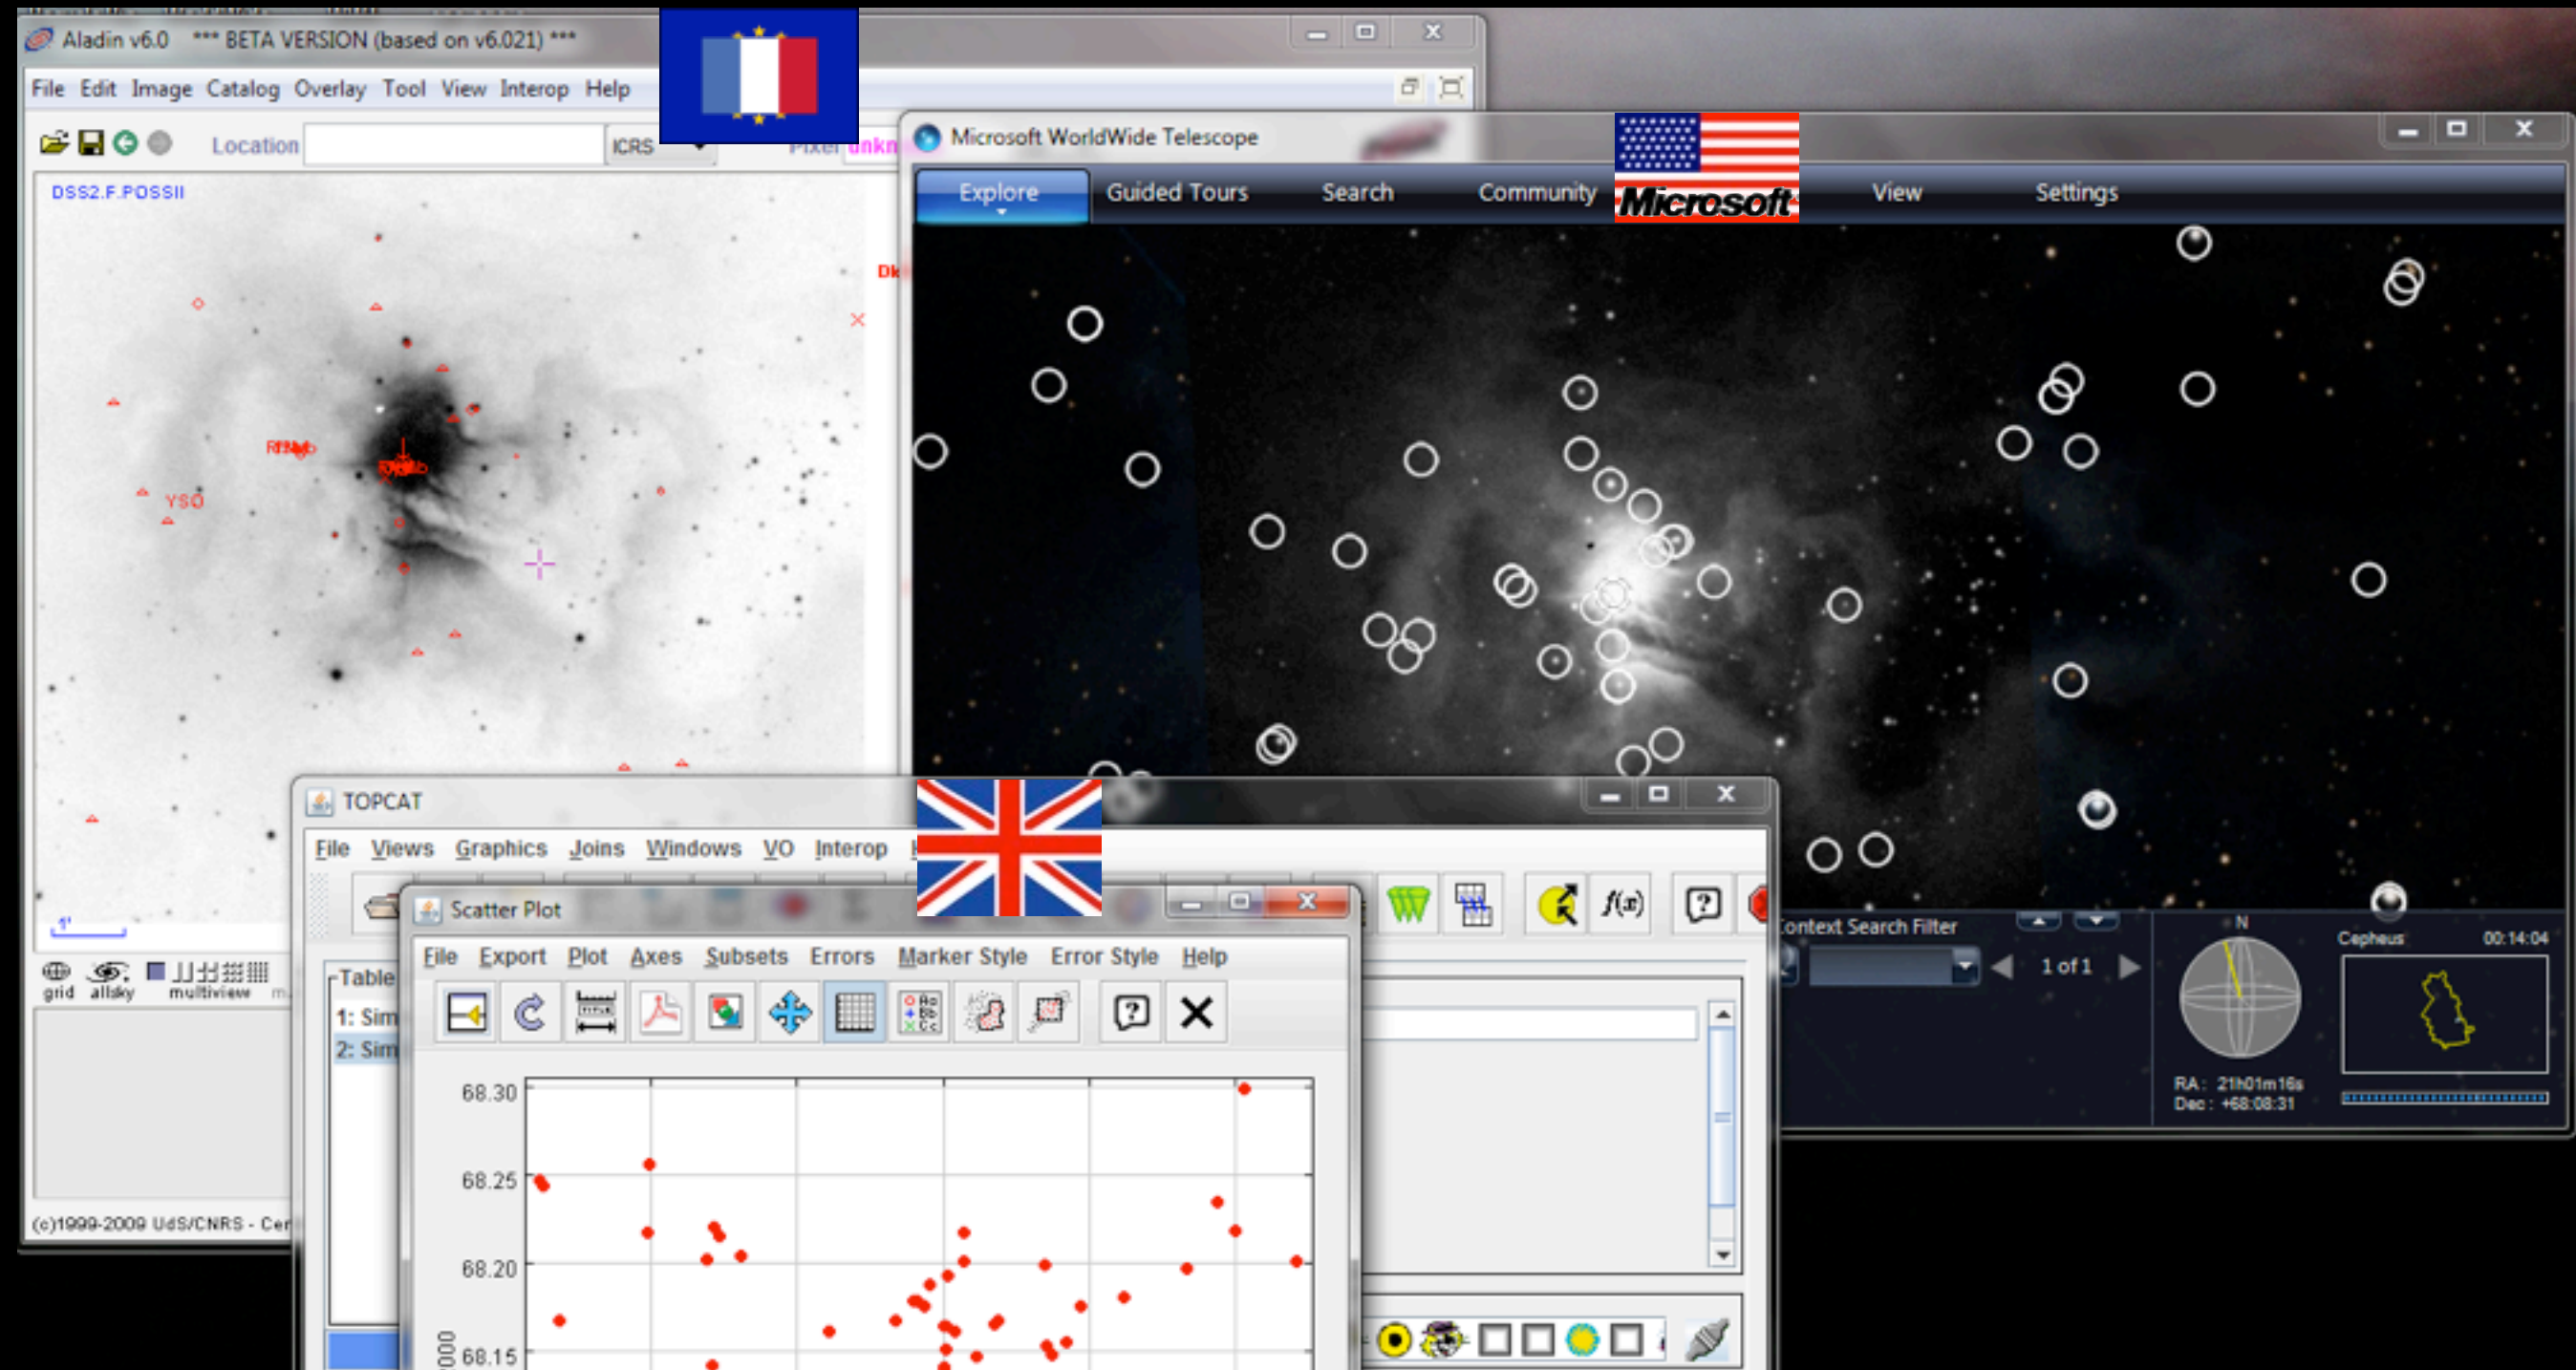 Aladin v6.0 *** BETA VERSION (based on v6.021) ***
File Edit Image Catalog Overlay Tool View Interop Help
Location ICRS Pixel
DSS2.F.POSSII
YSO
1'
grid allsky multiview
(c)1999-2009 UdS/CNRS - Cen
Microsoft WorldWide Telescope
Explore Guided Tours Search Community Microsoft View Settings
Context Search Filter
1 of 1
N
Cepheus 00:14:04
RA : 21h01m16s
Dec : +68:08:31
TOPCAT
File Views Graphics Joins Windows VO Interop
f(x) ?
Table
1: Sim
2: Sim
Scatter Plot
File Export Plot Axes Subsets Errors Marker Style Error Style Help
68.30
68.25
68.20
68.15
000